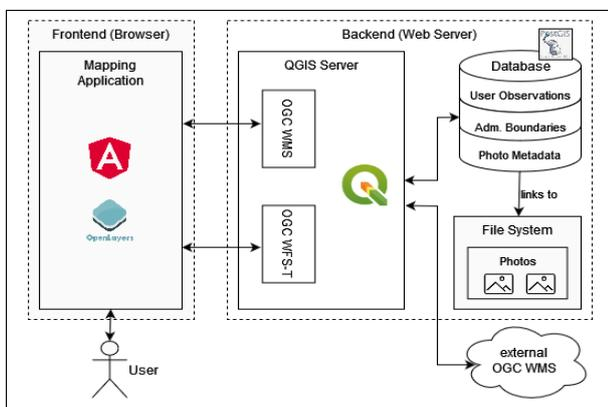 Frontend (Browser)
Mapping
Application
A
OpenLayers
User
Backend (Web Server)
QGIS Server
OGC WMS
OGC WFS-T
PostGIS
Database
User Observations
Adm. Boundaries
Photo Metadata
links to
File System
Photos
external
OGC WMS